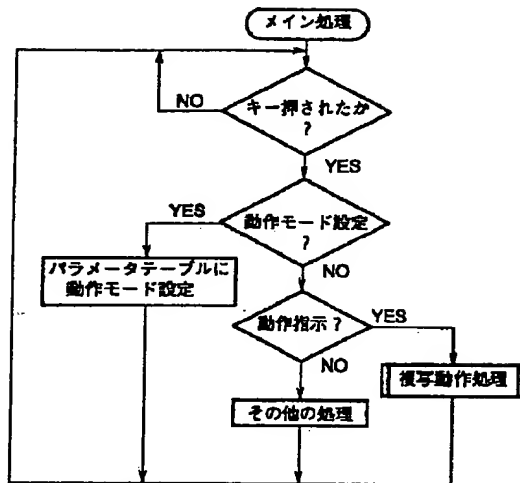 メイン処理
キー押されたか
?
NO
YES
動作モード設定
?
YES
NO
パラメータテーブルに
動作モード設定
動作指示?
YES
NO
複写動作処理
その他の処理